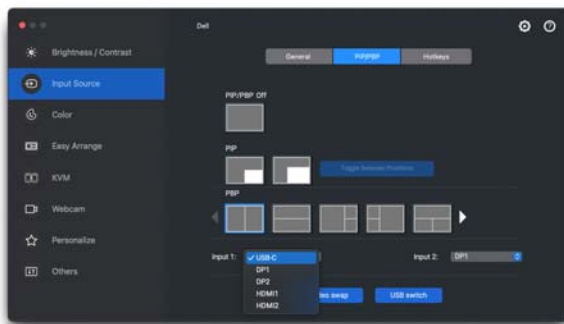 Dell
Brightness / Contrast
Input Source
Color
Easy Arrange
KVM
Webcam
Personalize
Others
General
PIP/PBP
Hotkeys
PIP/PBP Off
PIP
Toggle Between Positions
PBP
Input 1:
✓ USB-C
DP1
DP2
HDMI1
HDMI2
Input 2:
DP1
swap
USB switch